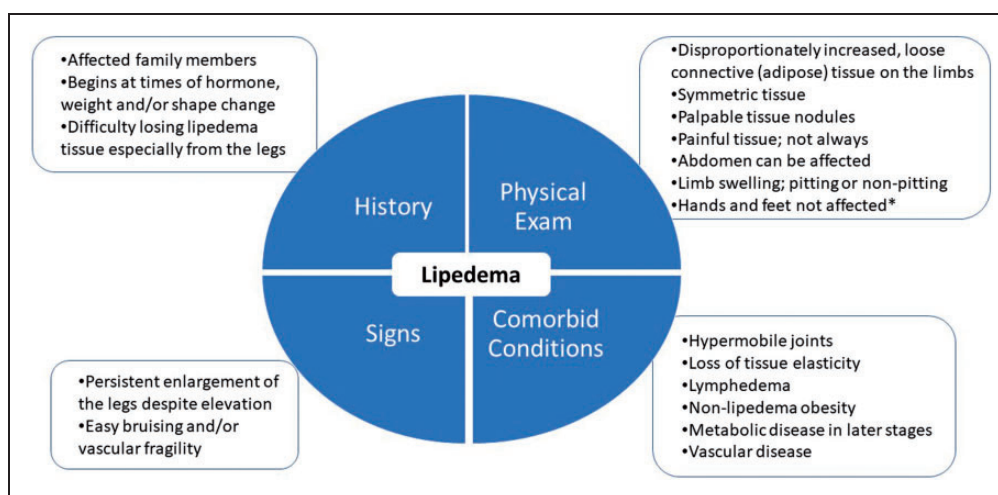 •Affected family members
•Begins at times of hormone,
weight and/or shape change
•Difficulty losing lipedema
tissue especially from the legs
•Disproportionately increased, loose
connective (adipose) tissue on the limbs
•Symmetric tissue
•Palpable tissue nodules
•Painful tissue; not always
•Abdomen can be affected
•Limb swelling; pitting or non-pitting
•Hands and feet not affected*
History
Physical
Exam
Lipedema
Signs
Comorbid
Conditions
•Persistent enlargement of
the legs despite elevation
•Easy bruising and/or
vascular fragility
•Hypermobile joints
•Loss of tissue elasticity
•Lymphedema
•Non-lipedema obesity
•Metabolic disease in later stages
•Vascular disease